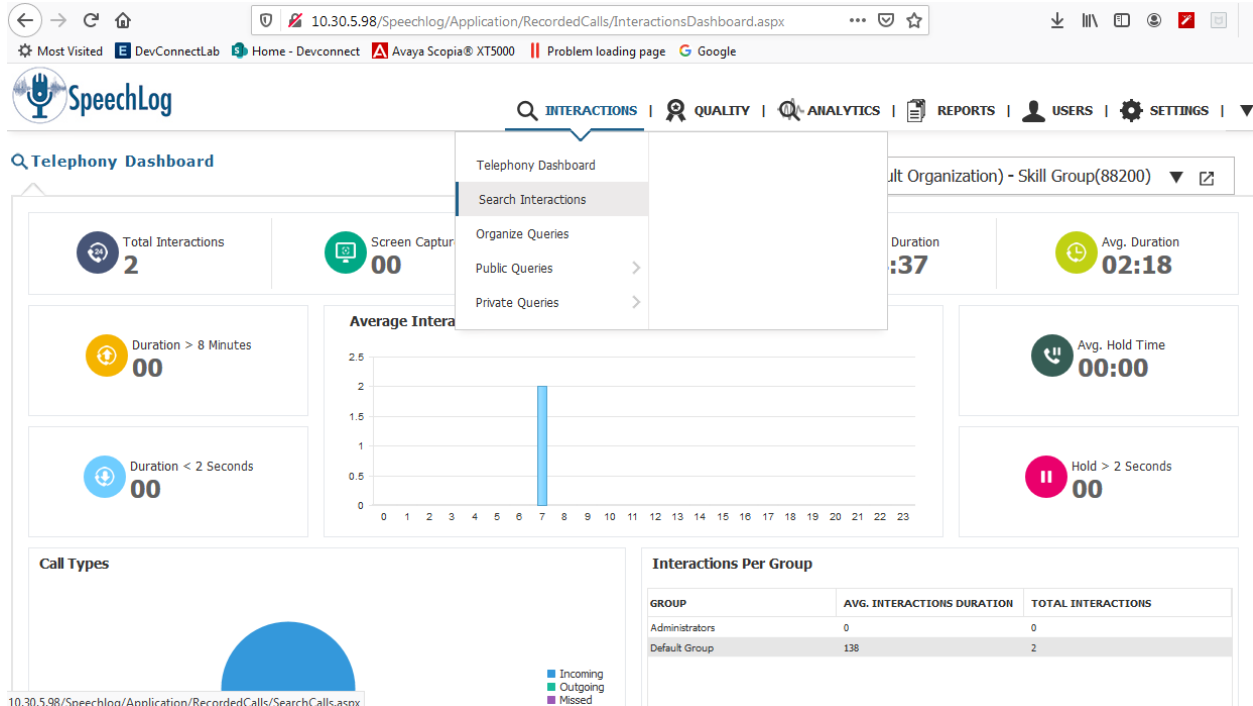 10.30.5.98/Speechlog/Application/RecordedCalls/InteractionsDashboard.aspx
Most Visited DevConnectLab Home - Devconnect Avaya Scopia® XT5000 Problem loading page Google
SpeechLog
INTERACTIONS | QUALITY | ANALYTICS | REPORTS | USERS | SETTINGS |
Telephony Dashboard
Telephony Dashboard
Search Interactions
Organize Queries
Public Queries
Private Queries
ult Organization) - Skill Group(88200)
Total Interactions
2
Screen Captur
00
Duration
:37
Avg. Duration
02:18
Duration > 8 Minutes
00
Duration < 2 Seconds
00
Average Intera
2.5
2
1.5
1
0.5
0
0 1 2 3 4 5 6 7 8 9 10 11 12 13 14 15 16 17 18 19 20 21 22 23
Avg. Hold Time
00:00
Hold > 2 Seconds
00
Call Types
Incoming
Outgoing
Missed
Interactions Per Group
GROUP AVG. INTERACTIONS DURATION TOTAL INTERACTIONS
Administrators 0 0
Default Group 138 2
10.30.5.98/Speechlog/Application/RecordedCalls/SearchCalls.aspx